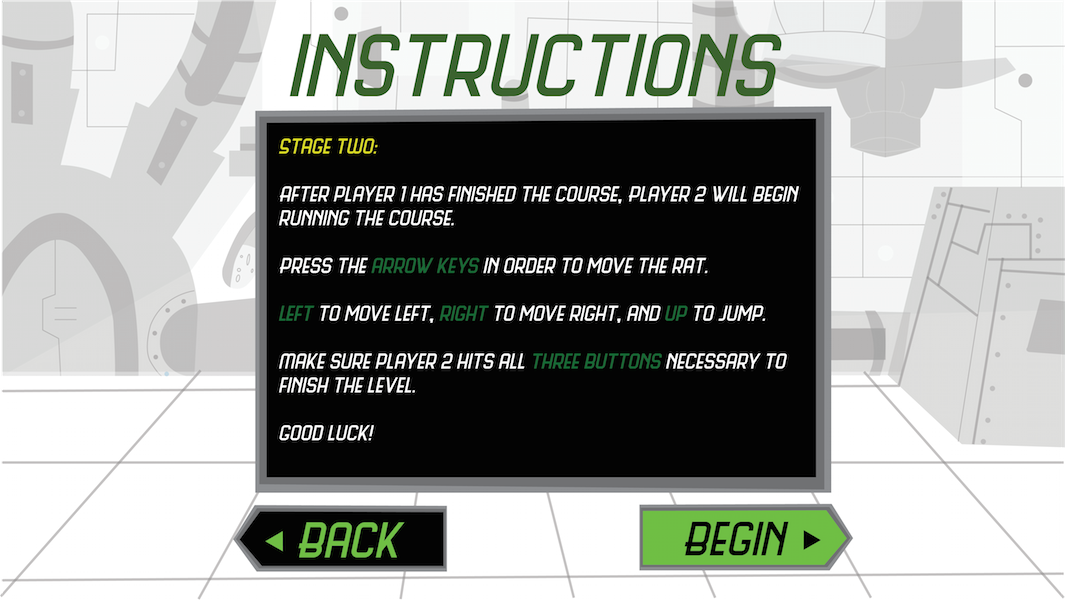 INSTRUCTIONS
STAGE TWO:
AFTER PLAYER 1 HAS FINISHED THE COURSE, PLAYER 2 WILL BEGIN
RUNNING THE COURSE.
PRESS THE ARROW KEYS IN ORDER TO MOVE THE RAT.
LEFT TO MOVE LEFT, RIGHT TO MOVE RIGHT, AND UP TO JUMP.
MAKE SURE PLAYER 2 HITS ALL THREE BUTTONS NECESSARY TO
FINISH THE LEVEL.
GOOD LUCK!
BACK
BEGIN